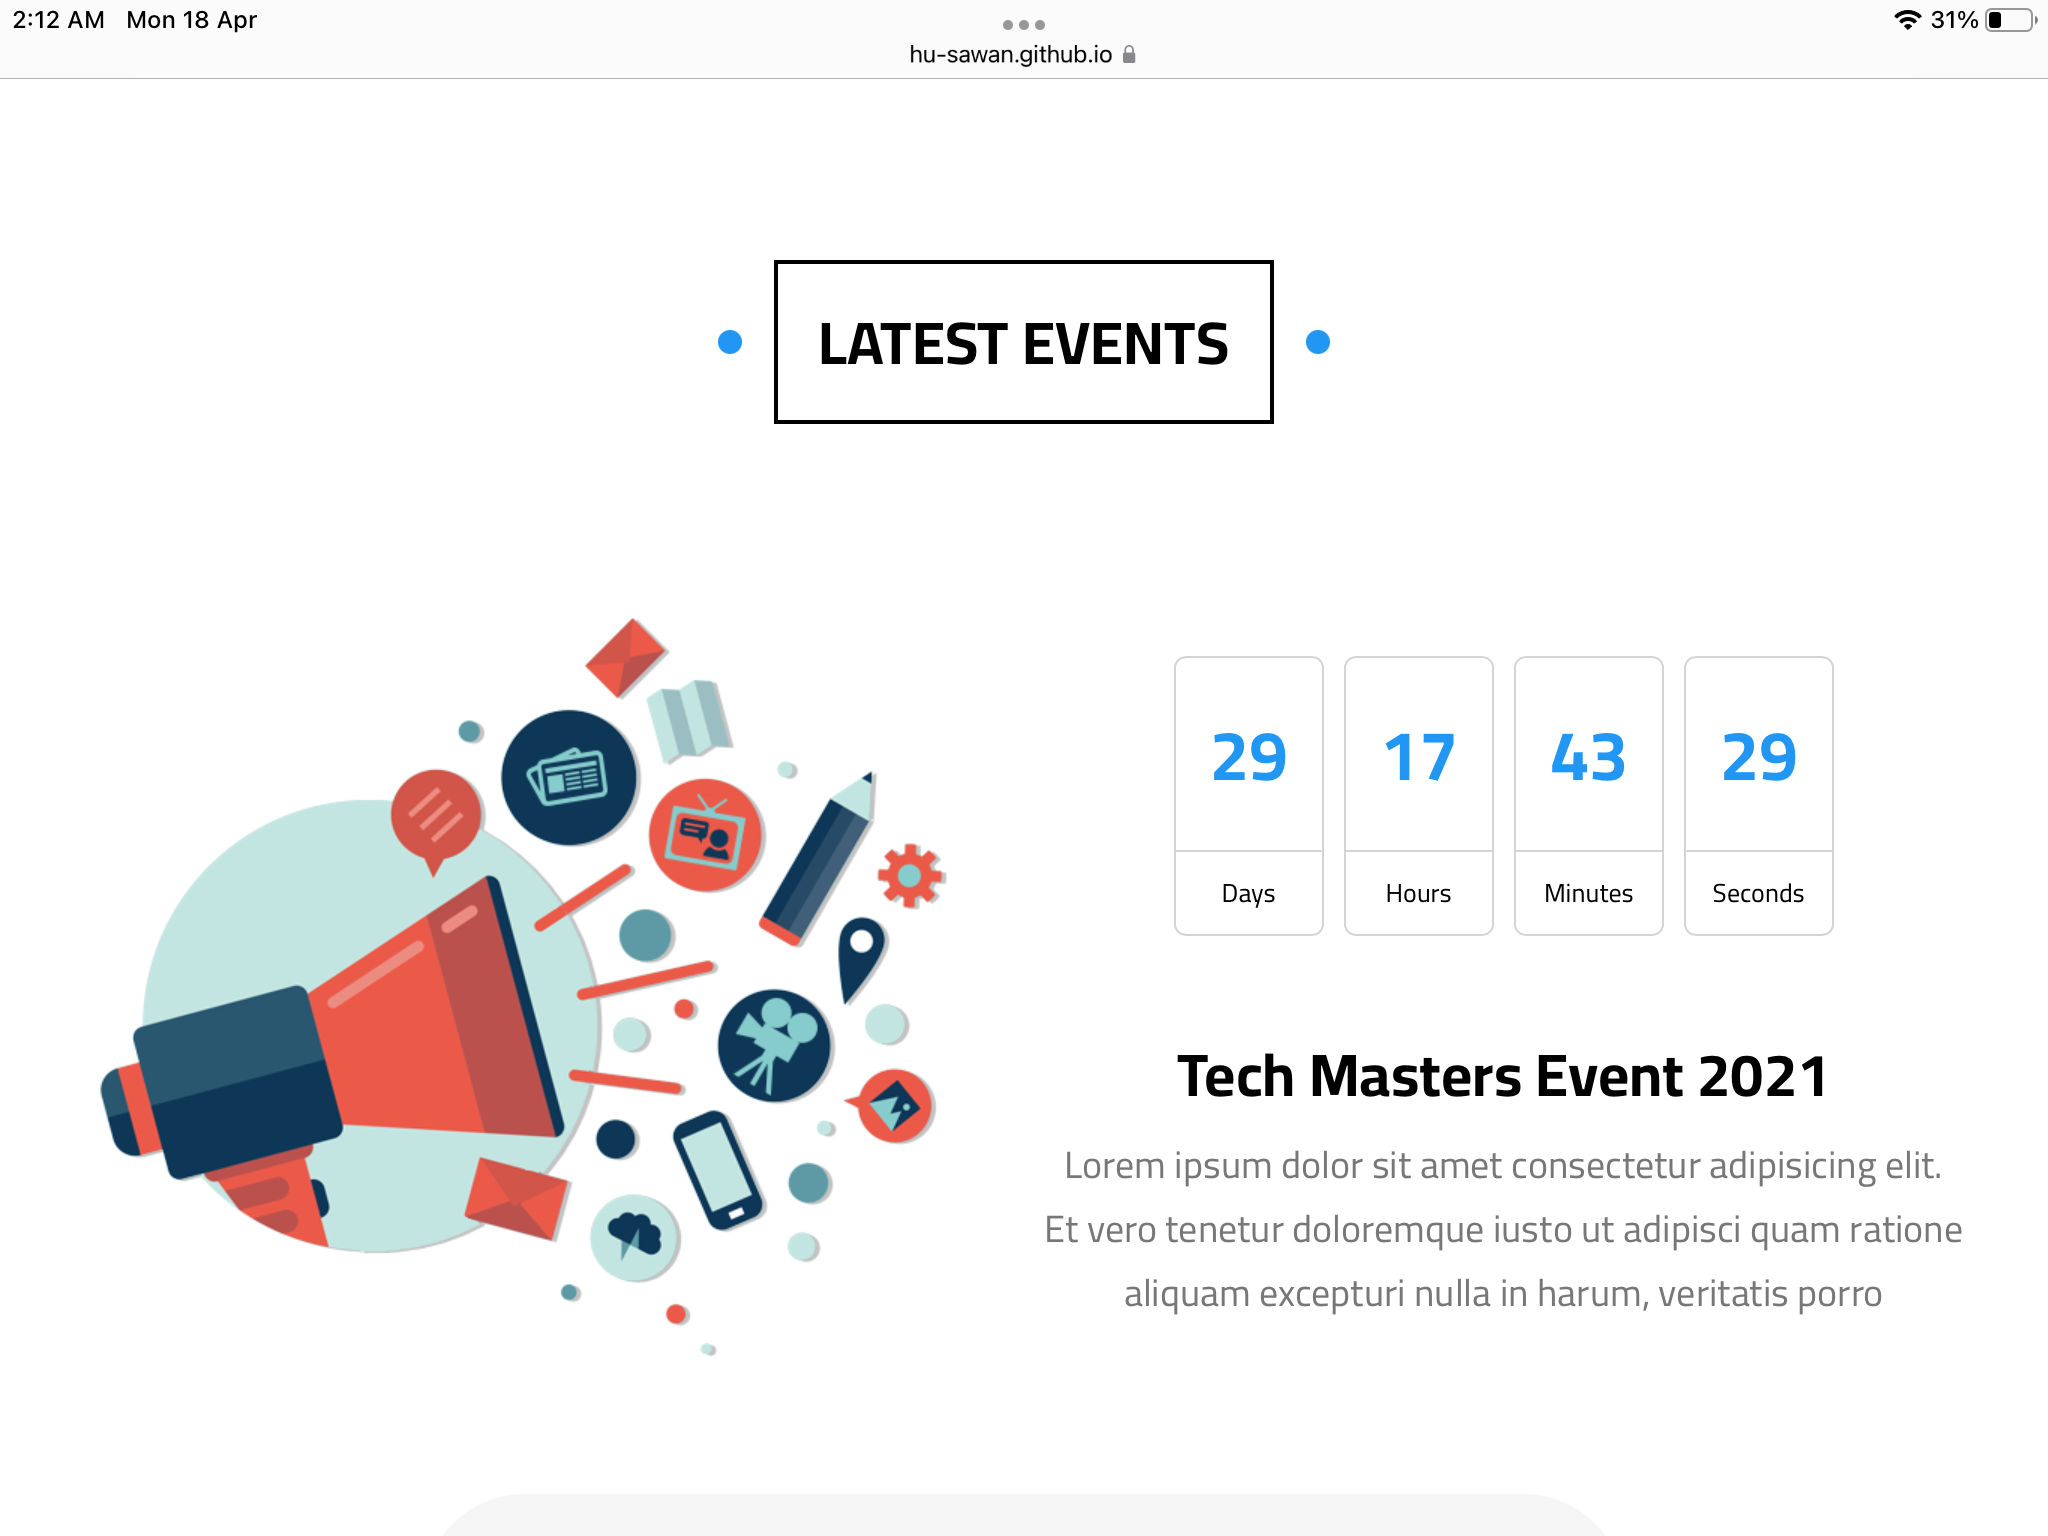 2:12 AM Mon 18 Apr
31%
hu-sawan.github.io
LATEST EVENTS
29 17 43 29
Days Hours Minutes Seconds
Tech Masters Event 2021
Lorem ipsum dolor sit amet consectetur adipisicing elit.
Et vero tenetur doloremque iusto ut adipisci quam ratione
aliquam excepturi nulla in harum, veritatis porro